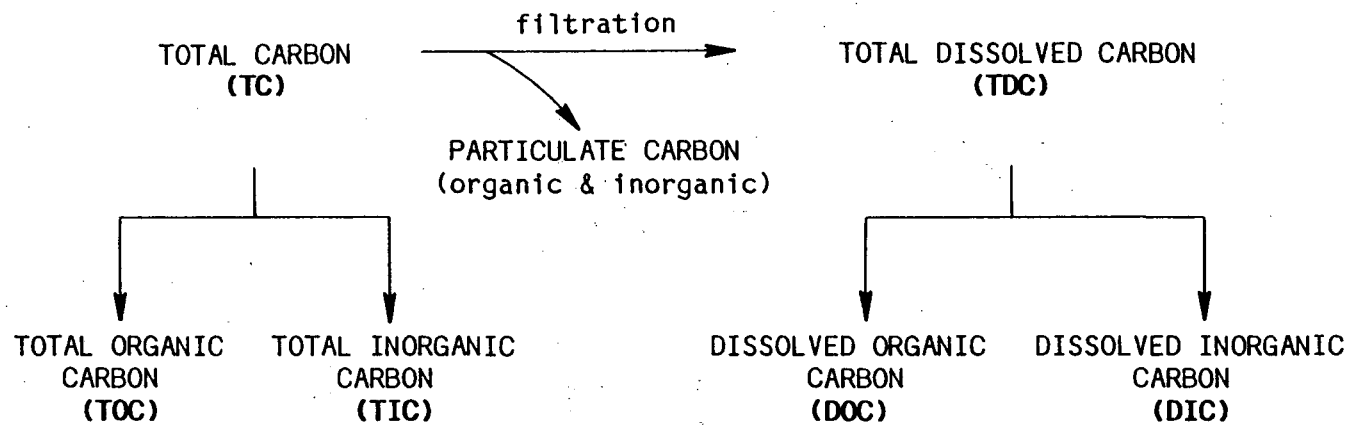 filtration
TOTAL CARBON
(TC)
TOTAL DISSOLVED CARBON
(TDC)
PARTICULATE CARBON
(organic & inorganic)
TOTAL ORGANIC
CARBON
(TOC)
TOTAL INORGANIC
CARBON
(TIC)
DISSOLVED ORGANIC
CARBON
(DOC)
DISSOLVED INORGANIC
CARBON
(DIC)